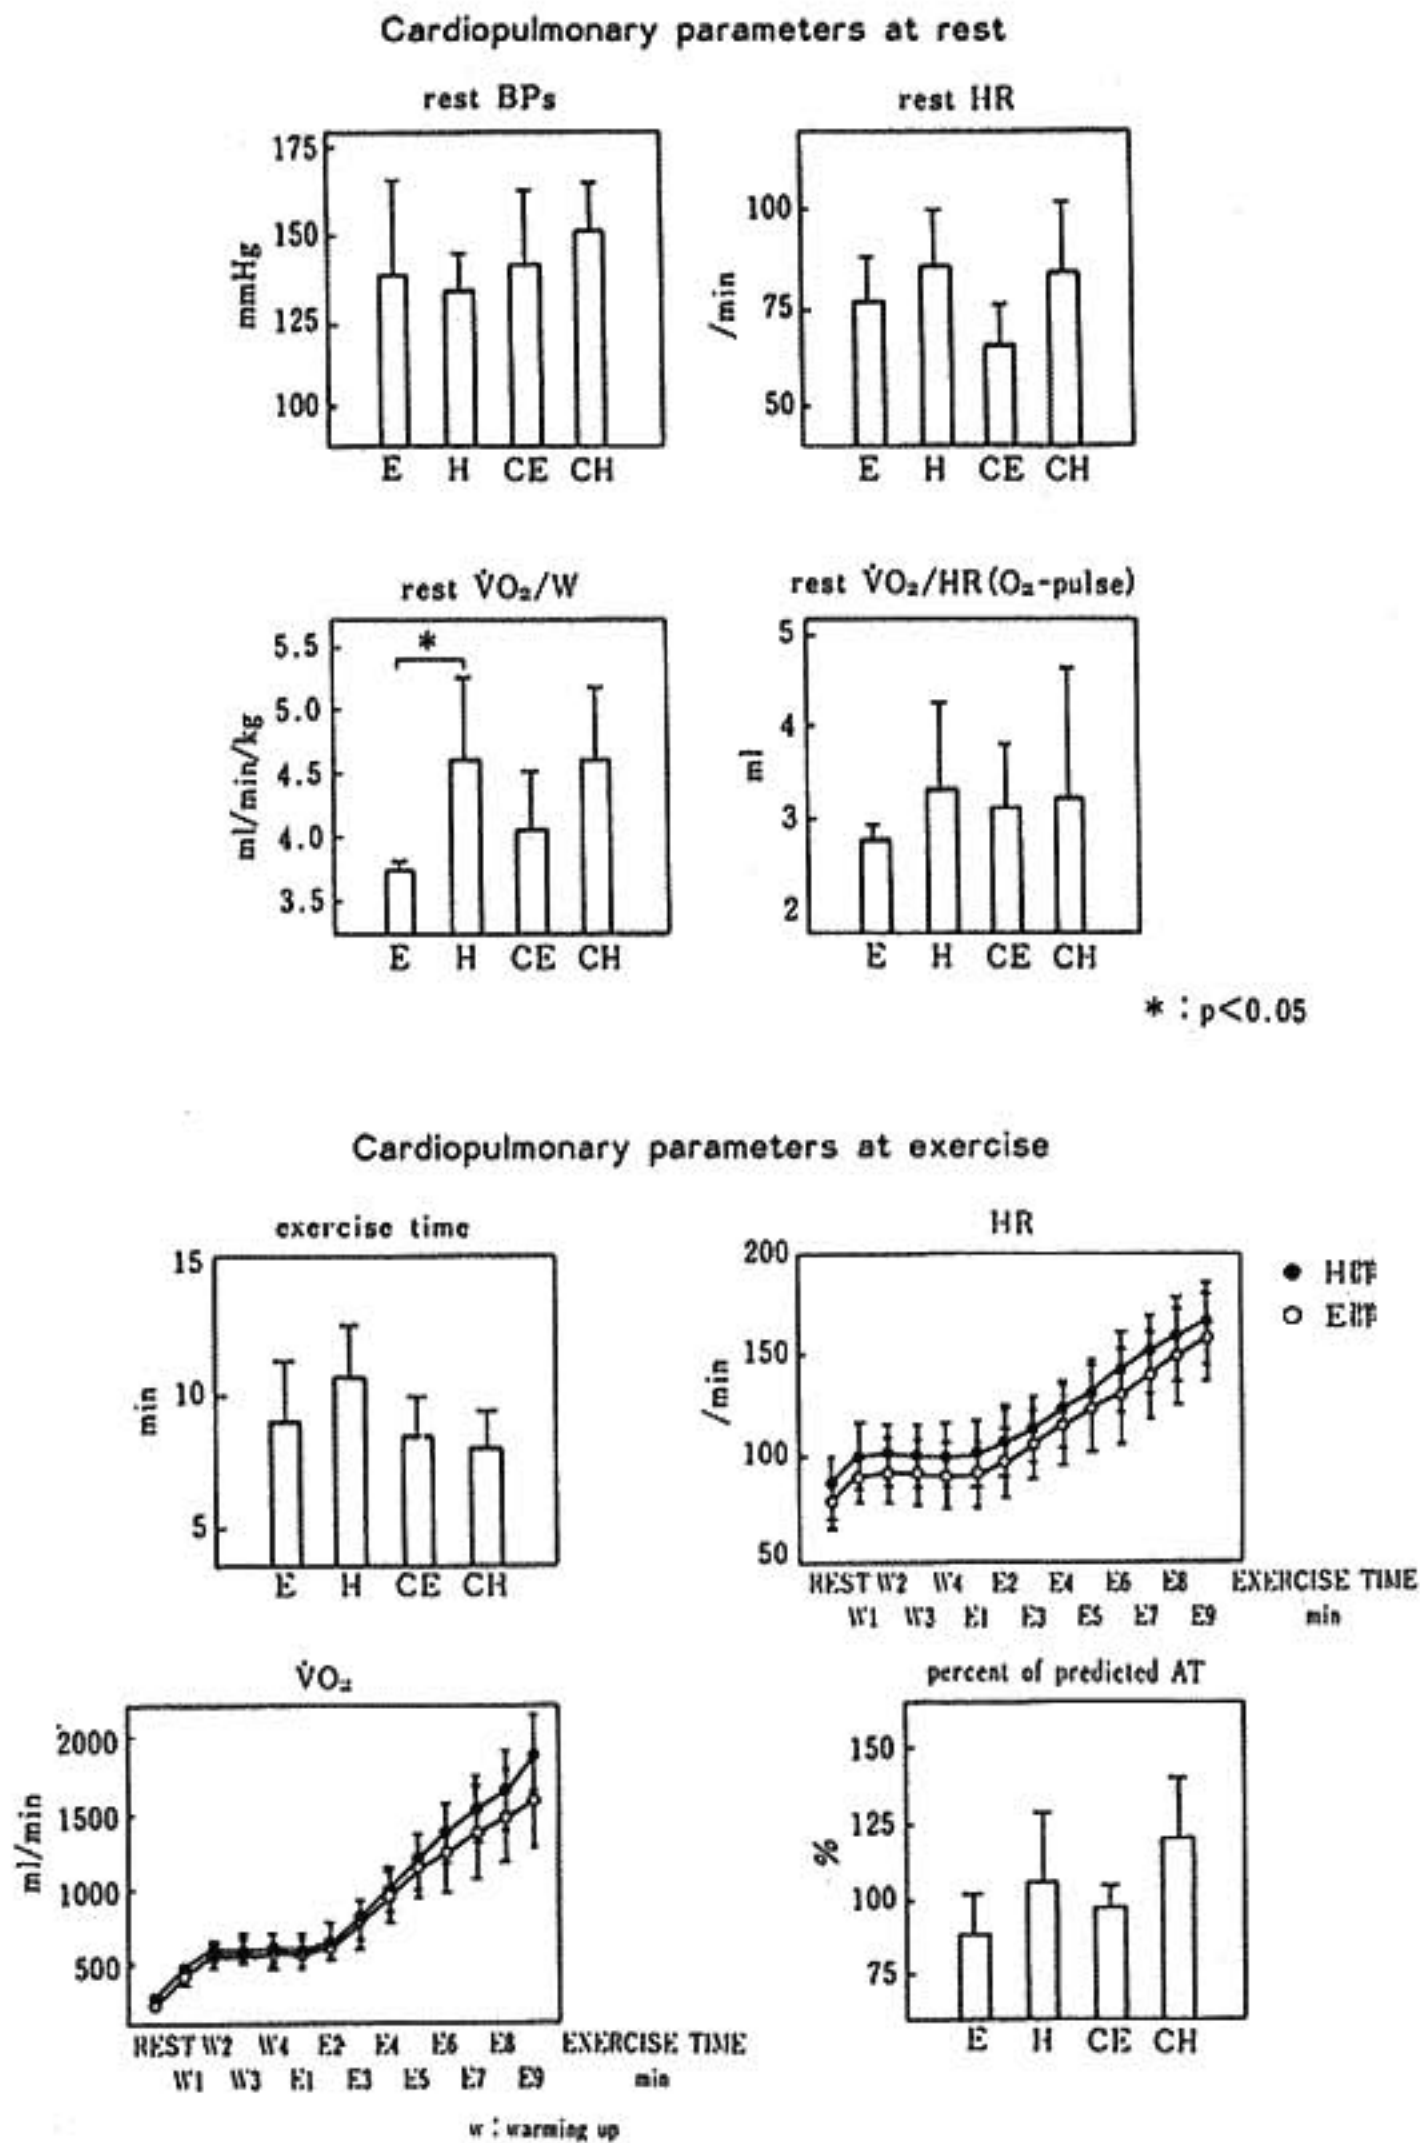 Cardiopulmonary parameters at rest
rest BPs
175
150
125
100
mmHg
E H CE CH
rest HR
100
75
50
/min
E H CE CH
rest V̇O₂/W
5.5
5.0
4.5
4.0
3.5
ml/min/kg
*
E H CE CH
rest V̇O₂/HR(O₂-pulse)
5
4
3
2
ml
E H CE CH
*:p<0.05
Cardiopulmonary parameters at exercise
exercise time
15
10
5
min
E H CE CH
HR
200
150
100
50
/min
● H群
○ E群
REST W2 W4 E2 E4 E6 E8 EXERCISE TIME
W1 W3 E1 E3 E5 E7 E9 min
V̇O₂
2000
1500
1000
500
ml/min
REST W2 W4 E2 E4 E6 E8 EXERCISE TIME
W1 W3 E1 E3 E5 E7 E9 min
w:warming up
percent of predicted AT
150
125
100
75
%
E H CE CH